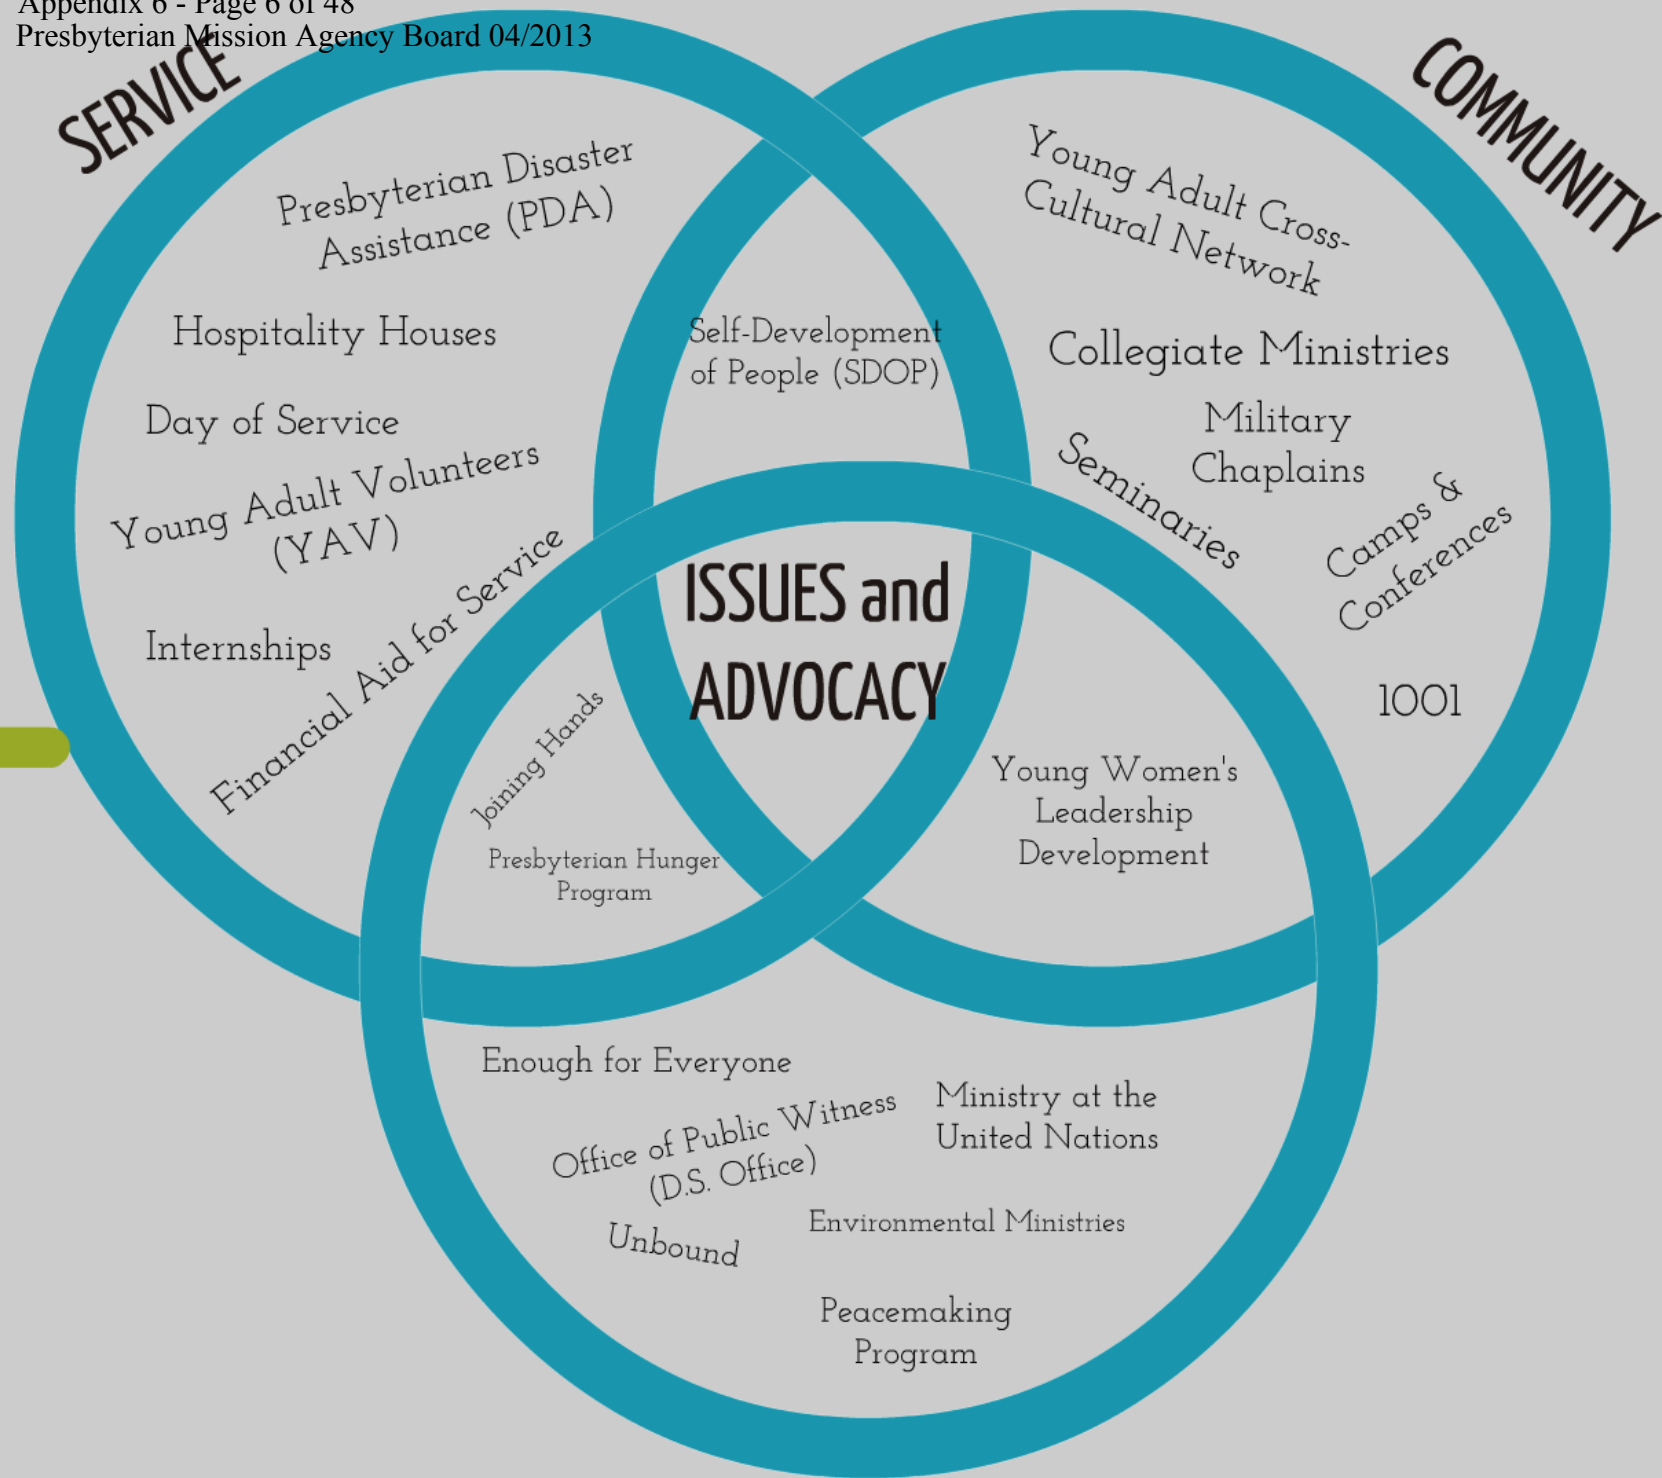 Appendix 6 - Page 6 of 48
Presbyterian Mission Agency Board 04/2013
SERVICE
COMMUNITY
Presbyterian Disaster
Assistance (PDA)
Hospitality Houses
Day of Service
Young Adult Volunteers
(YAV)
Internships
Financial Aid for Service
Self-Development
of People (SDOP)
Young Adult Cross-
Cultural Network
Collegiate Ministries
Military
Chaplains
Seminaries
Camps &
Conferences
1001
ISSUES and
ADVOCACY
Joining Hands
Presbyterian Hunger
Program
Young Women's
Leadership
Development
Enough for Everyone
Office of Public Witness
(D.S. Office)
Ministry at the
United Nations
Unbound
Environmental Ministries
Peacemaking
Program